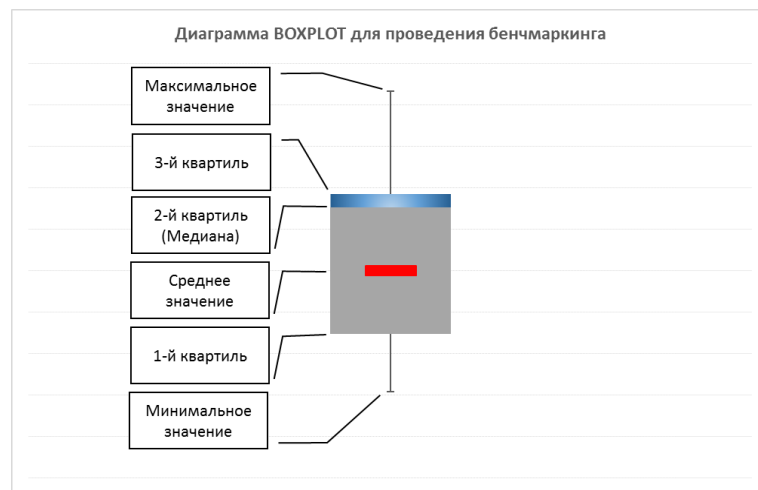 Диаграмма BOXPLOT для проведения бенчмаркинга
Максимальное
значение
3-й квартиль
2-й квартиль
(Медиана)
Среднее
значение
1-й квартиль
Минимальное
значение